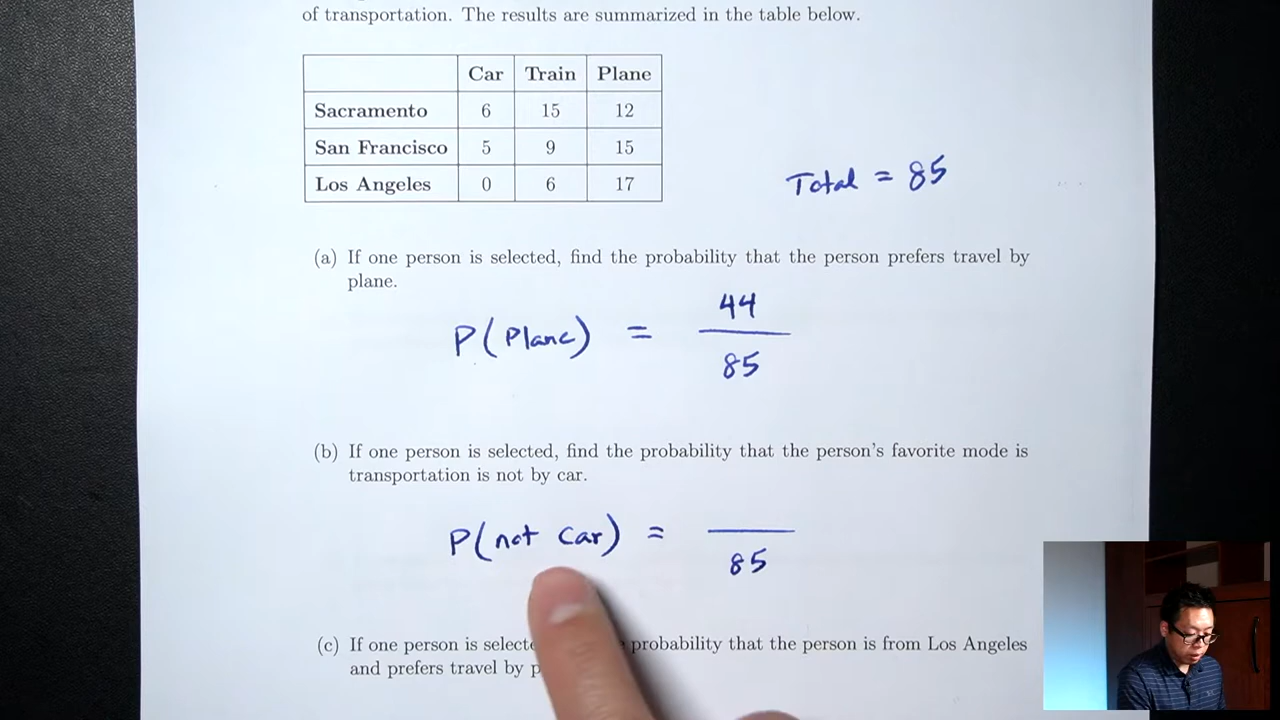 of transportation. The results are summarized in the table below.
Car Train Plane
Sacramento 6 15 12
San Francisco 5 9 15
Los Angeles 0 6 17
Total = 85
(a) If one person is selected, find the probability that the person prefers travel by
plane.
P(Plane) = 44
85
(b) If one person is selected, find the probability that the person's favorite mode is
transportation is not by car.
P(not car) =
85
(c) If one person is probability that the person is from Los Angeles
and prefers travel by